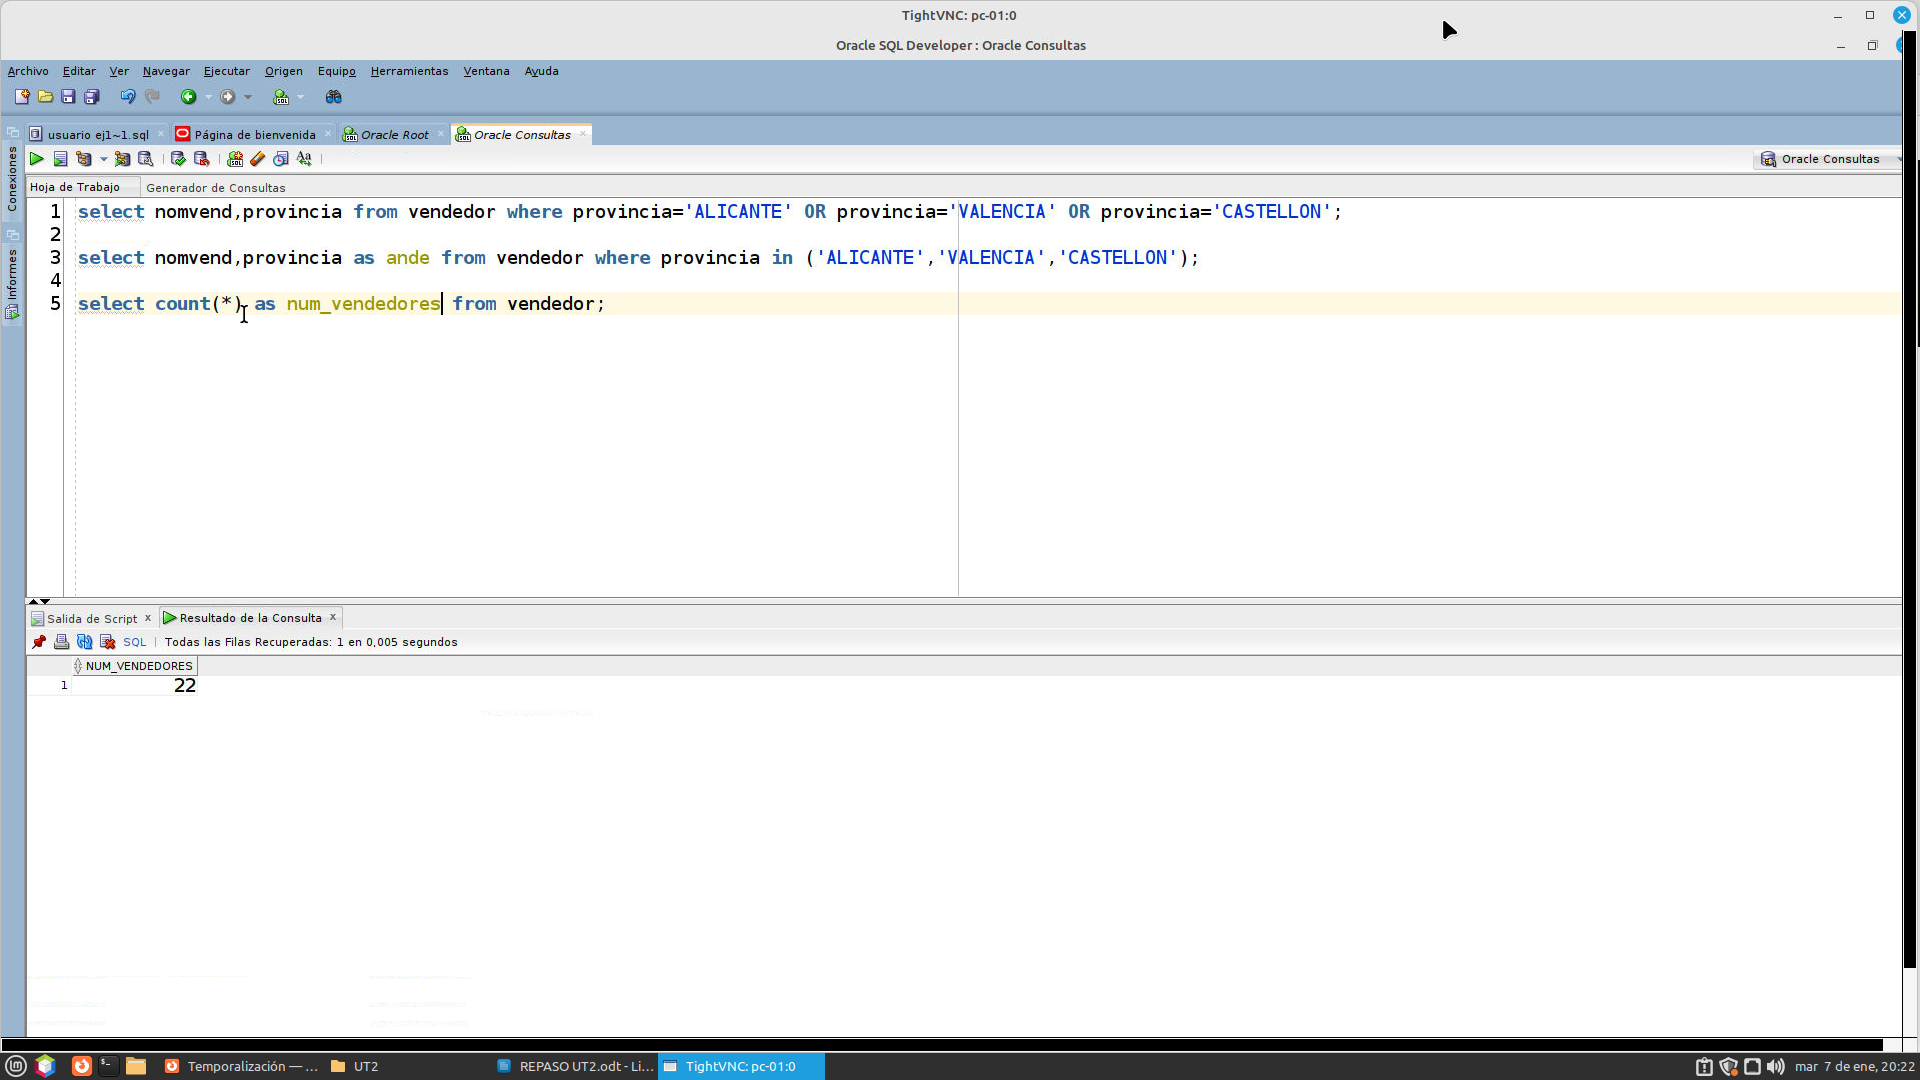 TightVNC: pc-01:0
Oracle SQL Developer : Oracle Consultas
Archivo Editar Ver Navegar Ejecutar Origen Equipo Herramientas Ventana Ayuda
usuario ej1~1.sql Página de bienvenida Oracle Root Oracle Consultas
Oracle Consultas
Conexiones
Informes
Hoja de Trabajo Generador de Consultas
1 select nomvend,provincia from vendedor where provincia='ALICANTE' OR provincia='VALENCIA' OR provincia='CASTELLON';
2
3 select nomvend,provincia as ande from vendedor where provincia in ('ALICANTE','VALENCIA','CASTELLON');
4
5 select count(*) as num_vendedores from vendedor;
Salida de Script x Resultado de la Consulta x
SQL | Todas las Filas Recuperadas: 1 en 0,005 segundos
NUM_VENDEDORES
1 22
Temporalización — ... UT2 REPASO UT2.odt - Li... TightVNC: pc-01:0 mar 7 de ene, 20:22